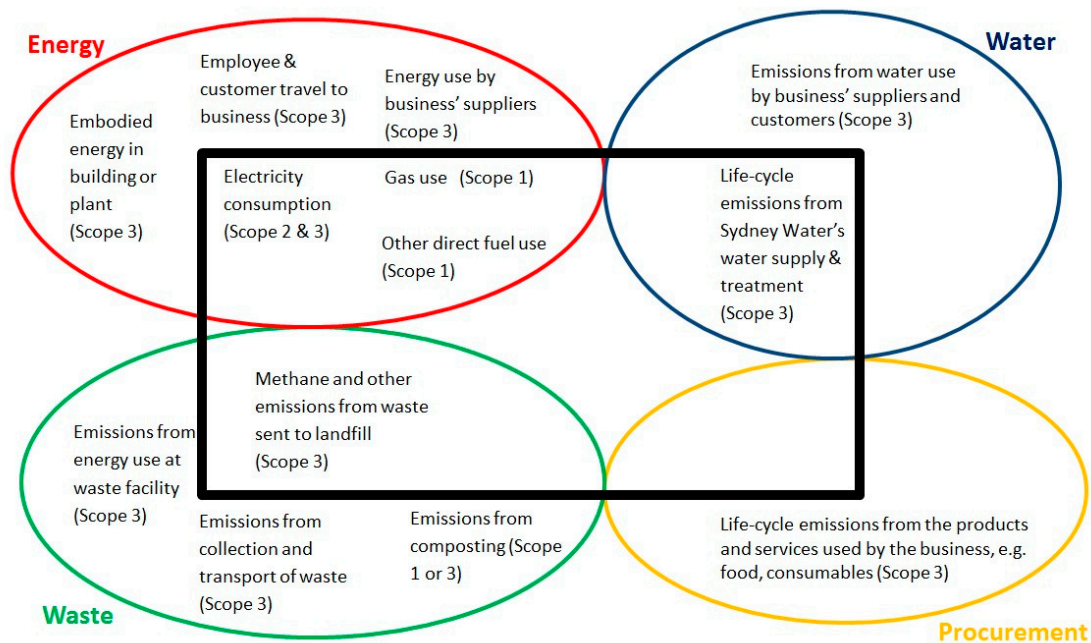 Energy
Employee &
customer travel to
business (Scope 3)
Energy use by
business’ suppliers
(Scope 3)
Embodied
energy in
building or
plant
(Scope 3)
Electricity
consumption
(Scope 2 & 3)
Gas use (Scope 1)
Other direct fuel use
(Scope 1)
Water
Emissions from water use
by business’ suppliers and
customers (Scope 3)
Life-cycle
emissions from
Sydney Water’s
water supply &
treatment
(Scope 3)
Methane and other
emissions from waste
sent to landfill
(Scope 3)
Emissions from
energy use at
waste facility
(Scope 3)
Emissions from
collection and
transport of waste
(Scope 3)
Emissions from
composting (Scope
1 or 3)
Waste
Life-cycle emissions from the products
and services used by the business, e.g.
food, consumables (Scope 3)
Procurement